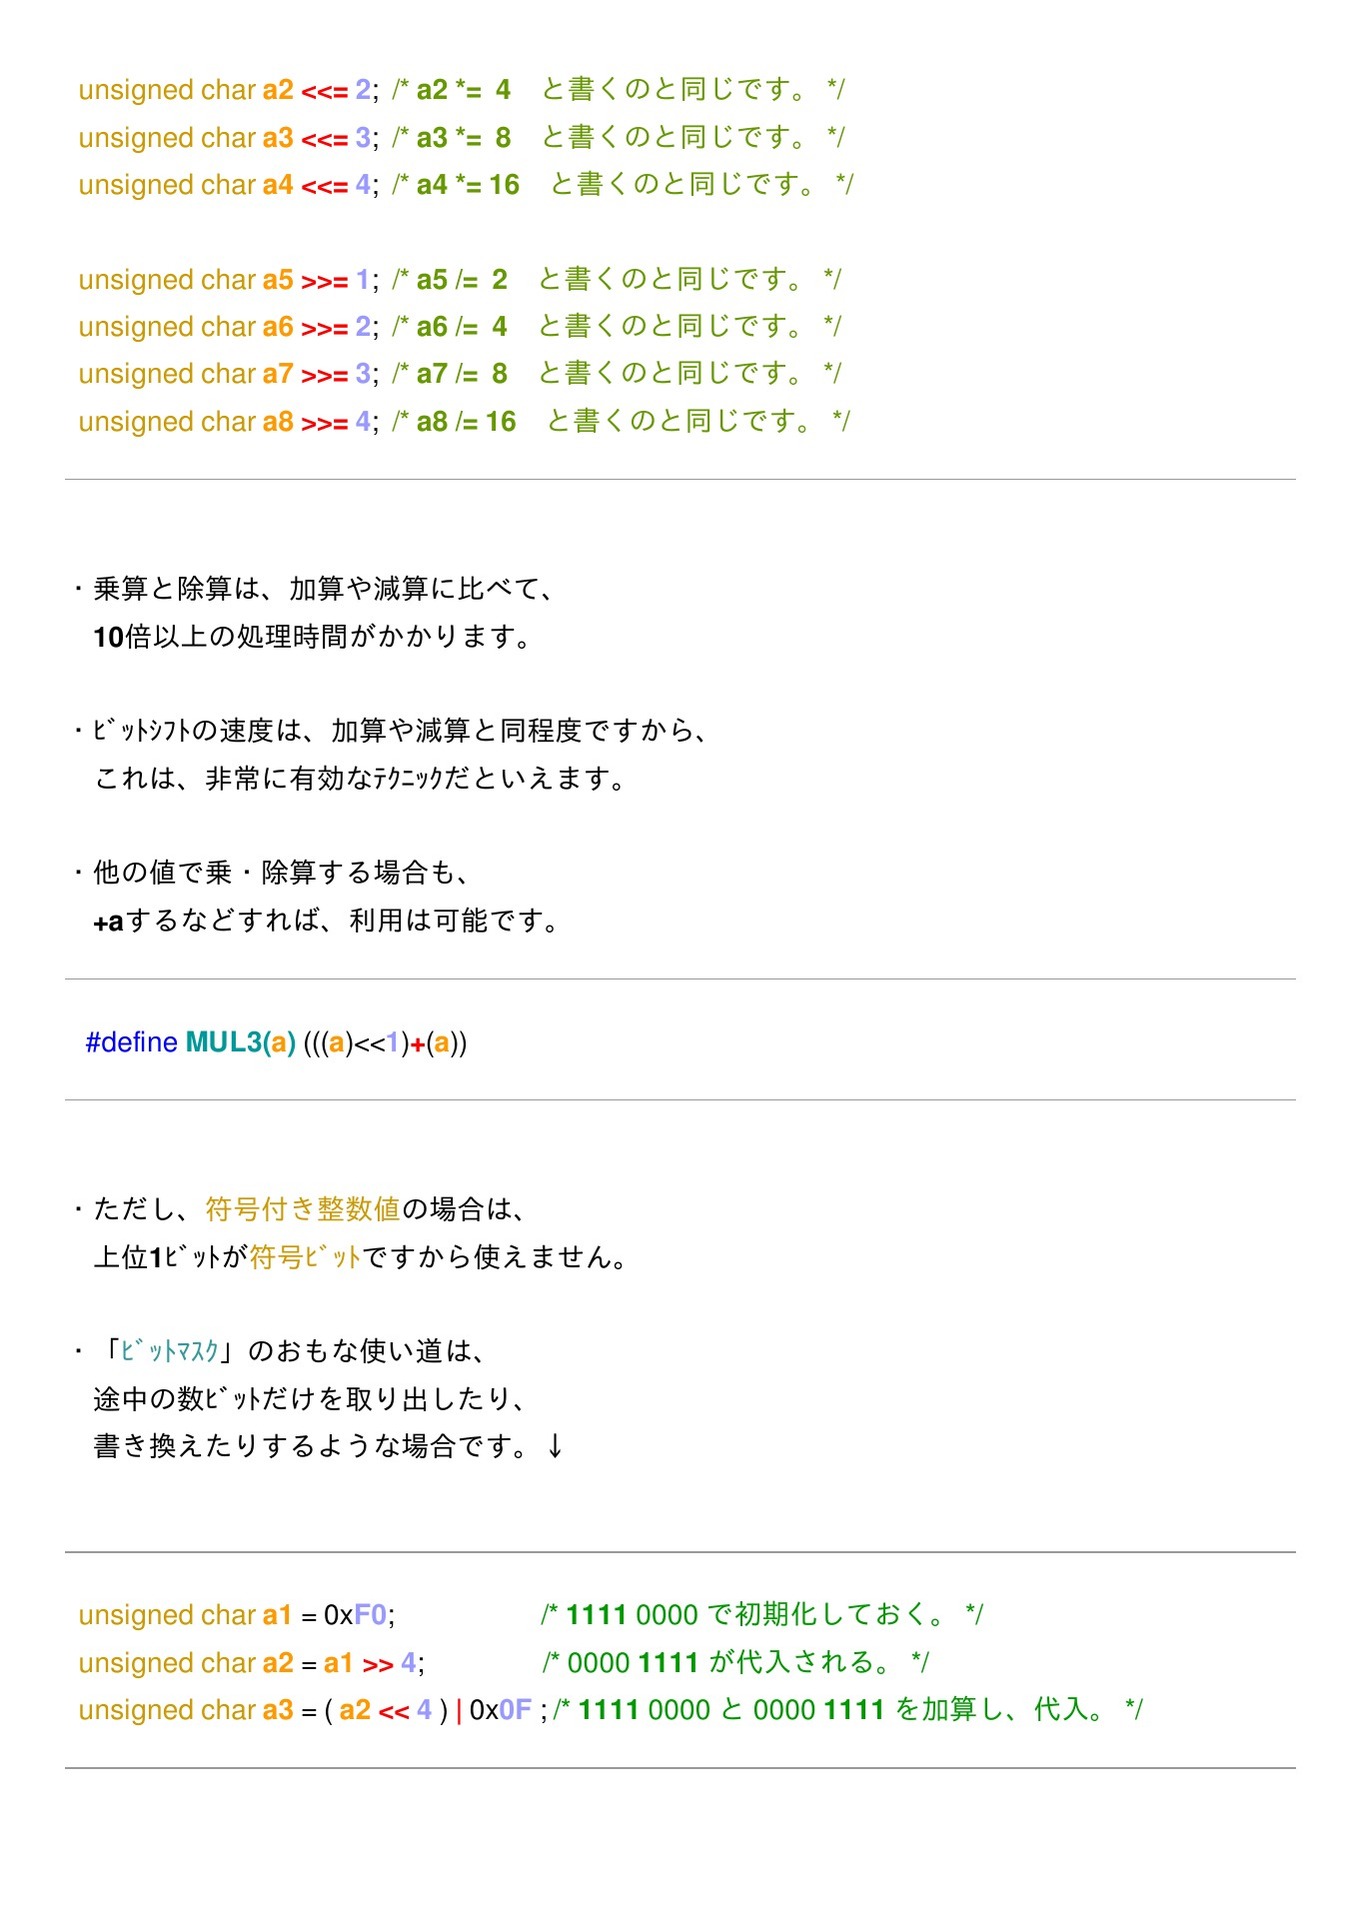 unsigned char a2 <<= 2; /* a2 *= 4 と書くのと同じです。 */
unsigned char a3 <<= 3; /* a3 *= 8 と書くのと同じです。 */
unsigned char a4 <<= 4; /* a4 *= 16 と書くのと同じです。 */
unsigned char a5 >>= 1; /* a5 /= 2 と書くのと同じです。 */
unsigned char a6 >>= 2; /* a6 /= 4 と書くのと同じです。 */
unsigned char a7 >>= 3; /* a7 /= 8 と書くのと同じです。 */
unsigned char a8 >>= 4; /* a8 /= 16 と書くのと同じです。 */
・乗算と除算は、加算や減算に比べて、
10倍以上の処理時間がかかります。
・ﾋﾞｯﾄｼﾌﾄの速度は、加算や減算と同程度ですから、
これは、非常に有効なﾃｸﾆｯｸだといえます。
・他の値で乗・除算する場合も、
+aするなどすれば、利用は可能です。
#define MUL3(a) (((a)<<1)+(a))
・ただし、符号付き整数値の場合は、
上位1ﾋﾞｯﾄが符号ﾋﾞｯﾄですから使えません。
・「ﾋﾞｯﾄﾏｽｸ」のおもな使い道は、
途中の数ﾋﾞｯﾄだけを取り出したり、
書き換えたりするような場合です。↓
unsigned char a1 = 0xF0; /* 1111 0000 で初期化しておく。 */
unsigned char a2 = a1 >> 4; /* 0000 1111 が代入される。 */
unsigned char a3 = ( a2 << 4 ) | 0x0F ; /* 1111 0000 と 0000 1111 を加算し、代入。 */